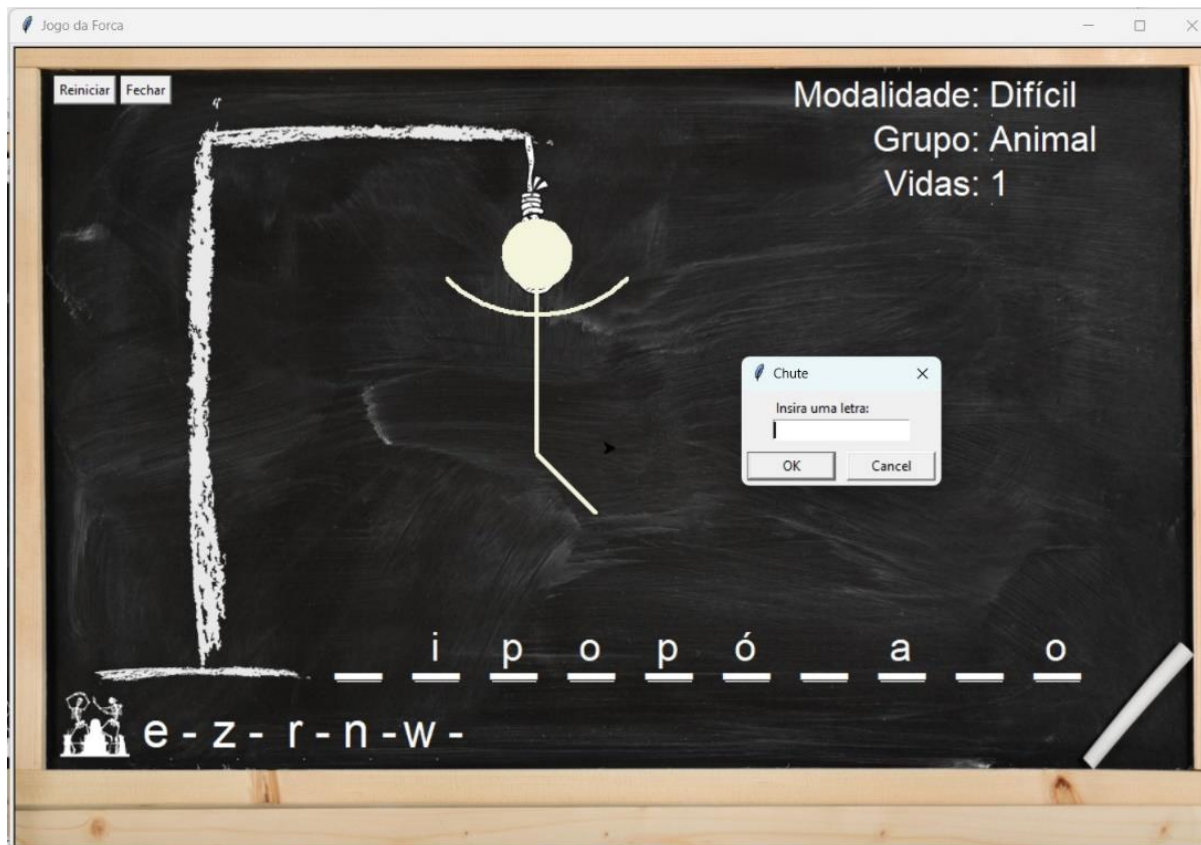 Jogo da Forca
Reiniciar Fechar
Modalidade: Difícil
Grupo: Animal
Vidas: 1
Chute
Insira uma letra:
OK Cancel
_ i p o p ó _ a _ o
e - z - r - n -w -